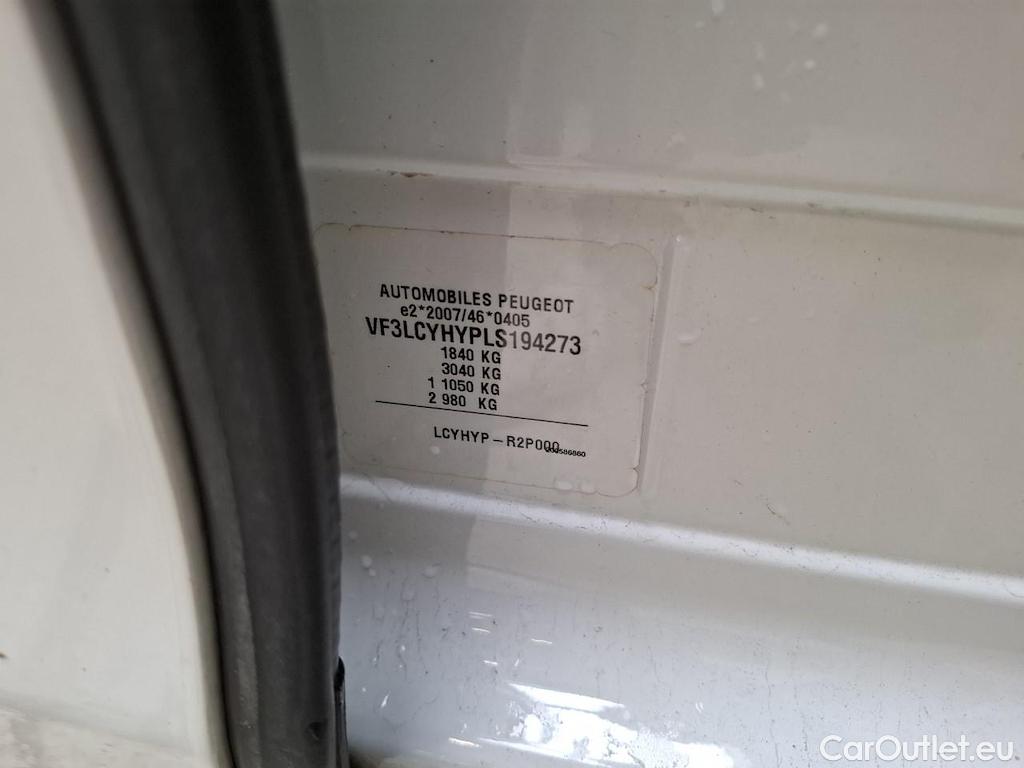 AUTOMOBILES PEUGEOT
e2*2007/46*0405
VF3LCYHYPLS194273
1840 KG
3040 KG
1 1050 KG
2 980 KG
LCYHYP-R2P000
CarOutlet.eu